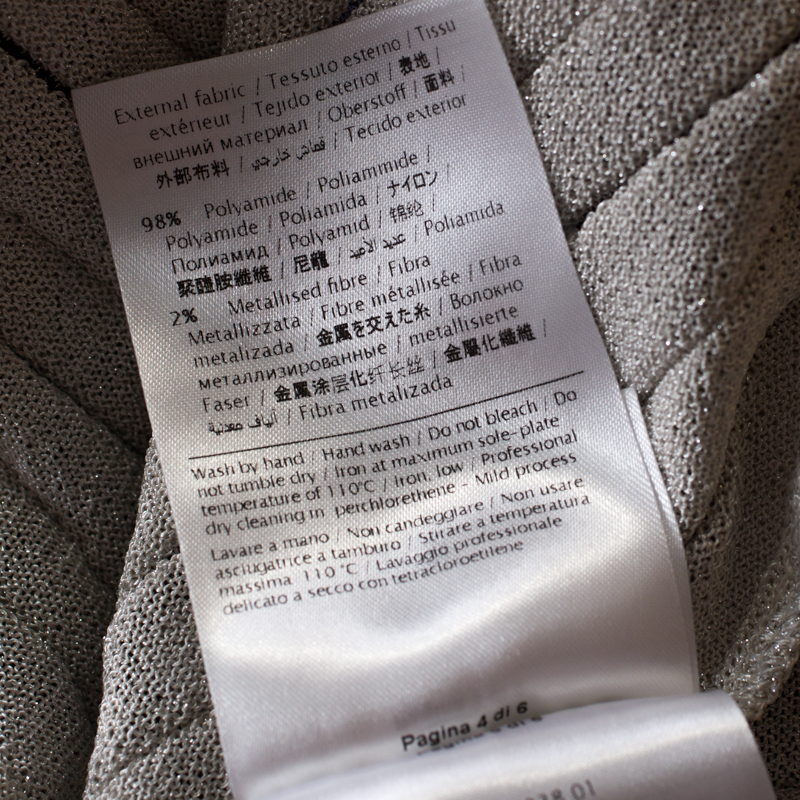 External fabric / Tessuto esterno / Tissu
extérieur / Tejido exterior / 表地 /
внешний материал / Oberstoff / 面料 /
外部布料 / قماش خارجي / Tecido exterior
98% Polyamide / Poliammide /
Polyamide / Poliamida / ナイロン /
Полиамид / Polyamid / 锦纶 /
聚醯胺纖維 / 尼龍 / عديد الأميد / Poliamida
2% Metallised fibre / Fibra
Metallizzata / Fibre métallisée / Fibra
metalizada / 金属を交えた糸 / Волокно
металлизированные / metallisierte
Faser / 金属涂层化纤长丝 / 金屬化纖維 /
ألياف معدنية / Fibra metalizada
Wash by hand / Hand wash / Do not bleach / Do
not tumble dry / Iron at maximum sole-plate
temperature of 110°C / Iron, low / Professional
dry cleaning in perchlorethene - Mild process
Lavare a mano / Non candeggiare / Non usare
asciugatrice a tamburo / Stirare a temperatura
massima 110 °C / Lavaggio professionale
delicato a secco con tetracloroetilene
Pagina 4 di 6